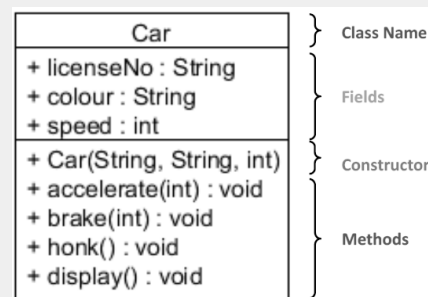 Car
Class Name
+ licenseNo : String
+ colour : String
+ speed : int
Fields
+ Car(String, String, int)
Constructor
+ accelerate(int) : void
+ brake(int) : void
+ honk() : void
+ display() : void
Methods